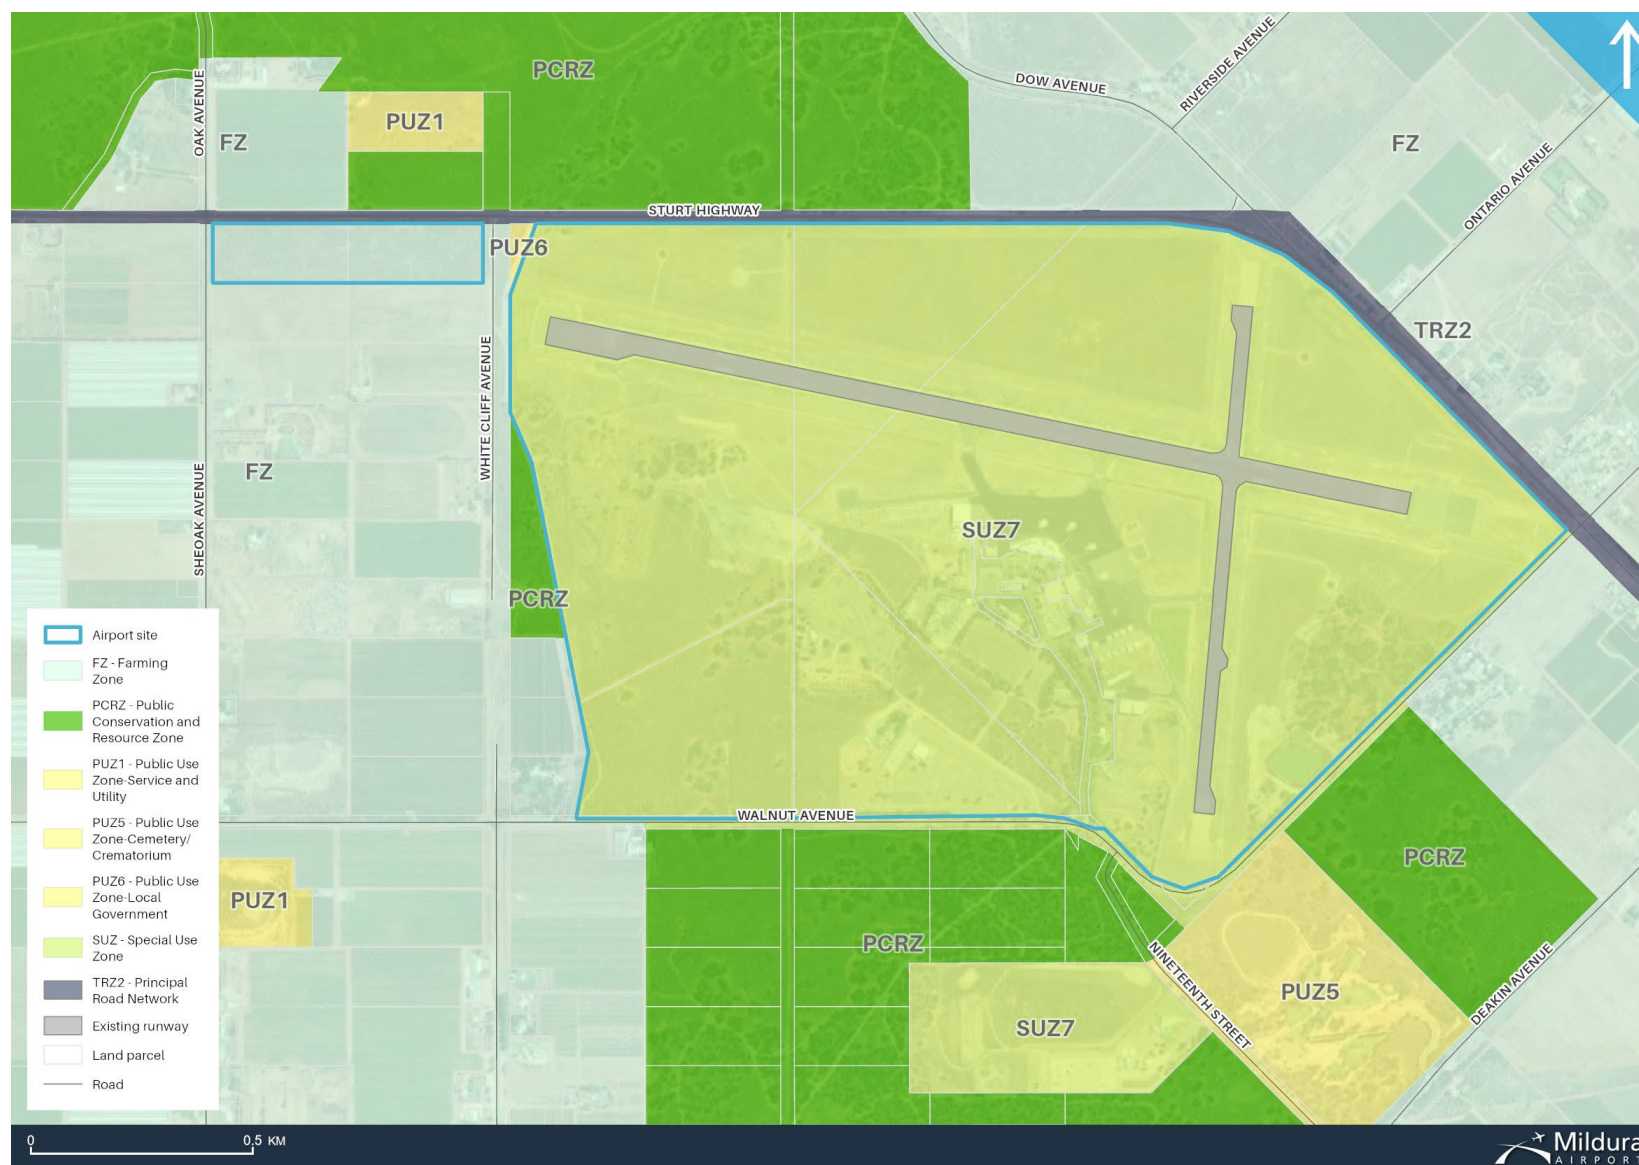 PCRZ
DOW AVENUE
RIVERSIDE AVENUE
OAK AVENUE
PUZ1
FZ
FZ
ONTARIO AVENUE
STURT HIGHWAY
PUZ6
TRZ2
WHITE CLIFF AVENUE
FZ
SHEOAK AVENUE
SUZ7
PCRZ
Airport site
FZ - Farming
Zone
PCRZ - Public
Conservation and
Resource Zone
PUZ1 - Public Use
Zone-Service and
Utility
PUZ5 - Public Use
Zone-Cemetery/
Crematorium
PUZ6 - Public Use
Zone-Local
Government
SUZ - Special Use
Zone
TRZ2 - Principal
Road Network
Existing runway
Land parcel
Road
WALNUT AVENUE
PCRZ
PUZ1
PCRZ
NINETEENTH STREET
DEAKIN AVENUE
PUZ5
SUZ7
0
0.5 KM
Mildura
AIRPORT